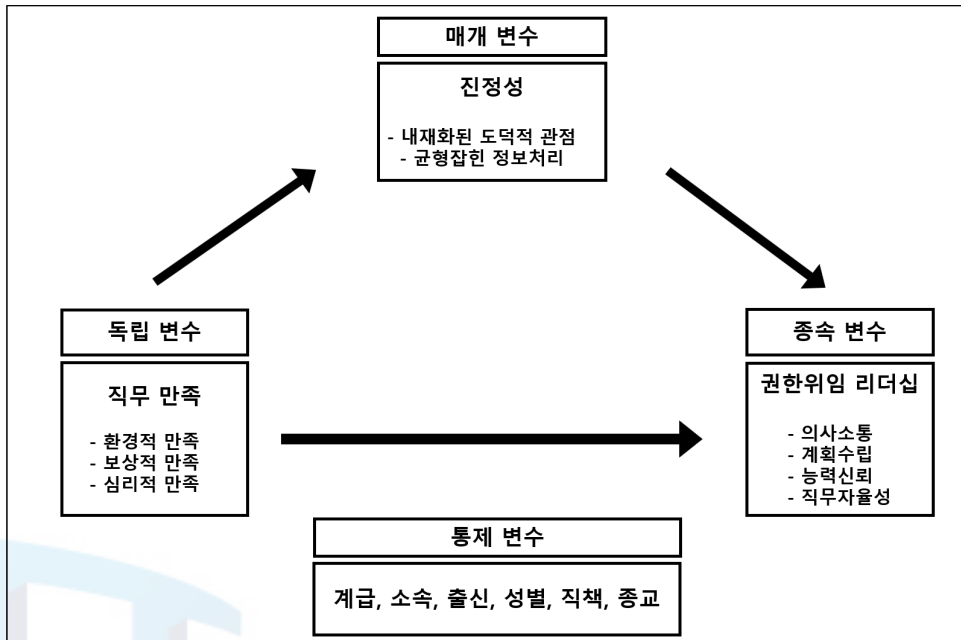 매개 변수
진정성
- 내재화된 도덕적 관점
- 균형잡힌 정보처리
독립 변수
직무 만족
- 환경적 만족
- 보상적 만족
- 심리적 만족
종속 변수
권한위임 리더십
- 의사소통
- 계획수립
- 능력신뢰
- 직무자율성
통제 변수
계급, 소속, 출신, 성별, 직책, 종교